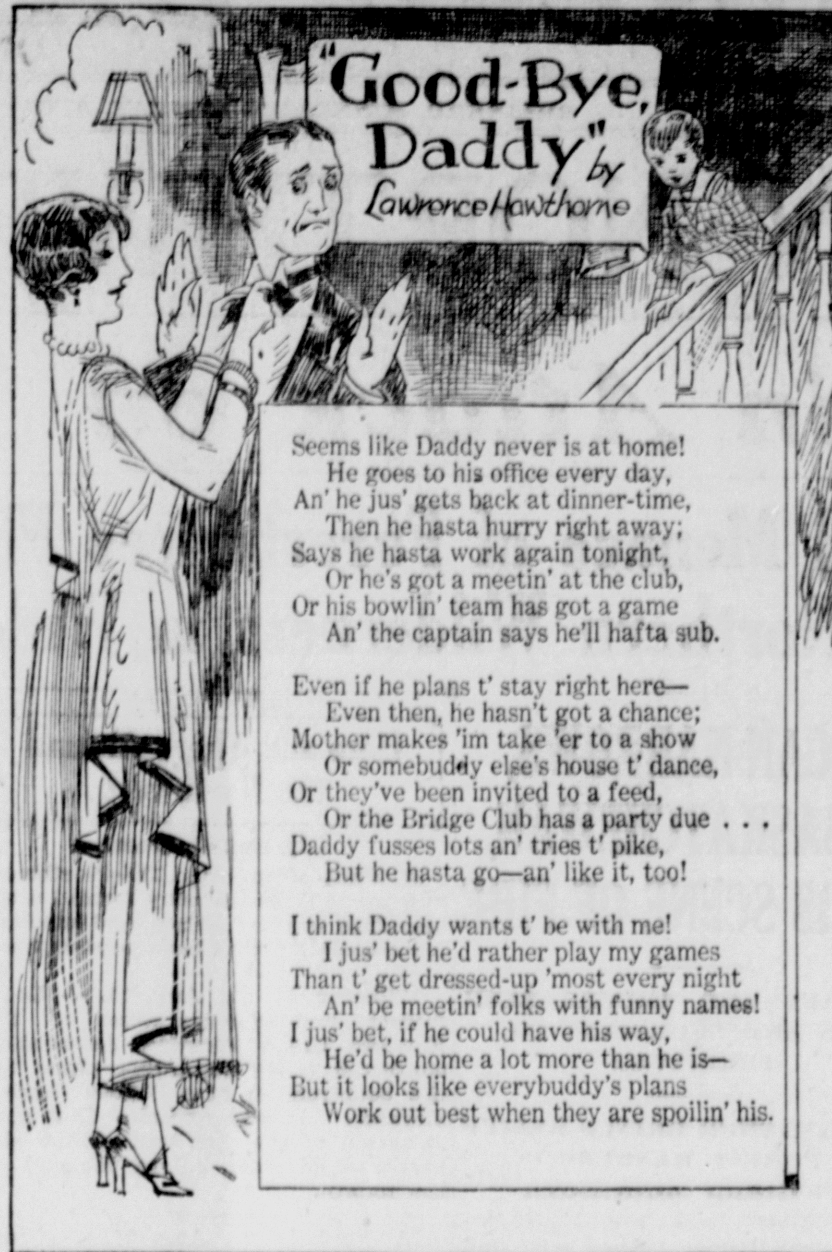 "Good-Bye,
Daddy"
by
Lawrence Hawthorne
Seems like Daddy never is at home!
He goes to his office every day,
An' he jus' gets back at dinner-time,
Then he hasta hurry right away;
Says he hasta work again tonight,
Or he's got a meetin' at the club,
Or his bowlin' team has got a game
An' the captain says he'll hafta sub.
Even if he plans t' stay right here—
Even then, he hasn't got a chance;
Mother makes 'im take 'er to a show
Or somebuddy else's house t' dance,
Or they've been invited to a feed,
Or the Bridge Club has a party due . . .
Daddy fusses lots an' tries t' pike,
But he hasta go—an' like it, too!
I think Daddy wants t' be with me!
I jus' bet he'd rather play my games
Than t' get dressed-up 'most every night
An' be meetin' folks with funny names!
I jus' bet, if he could have his way,
He'd be home a lot more than he is—
But it looks like everybuddy's plans
Work out best when they are spoilin' his.